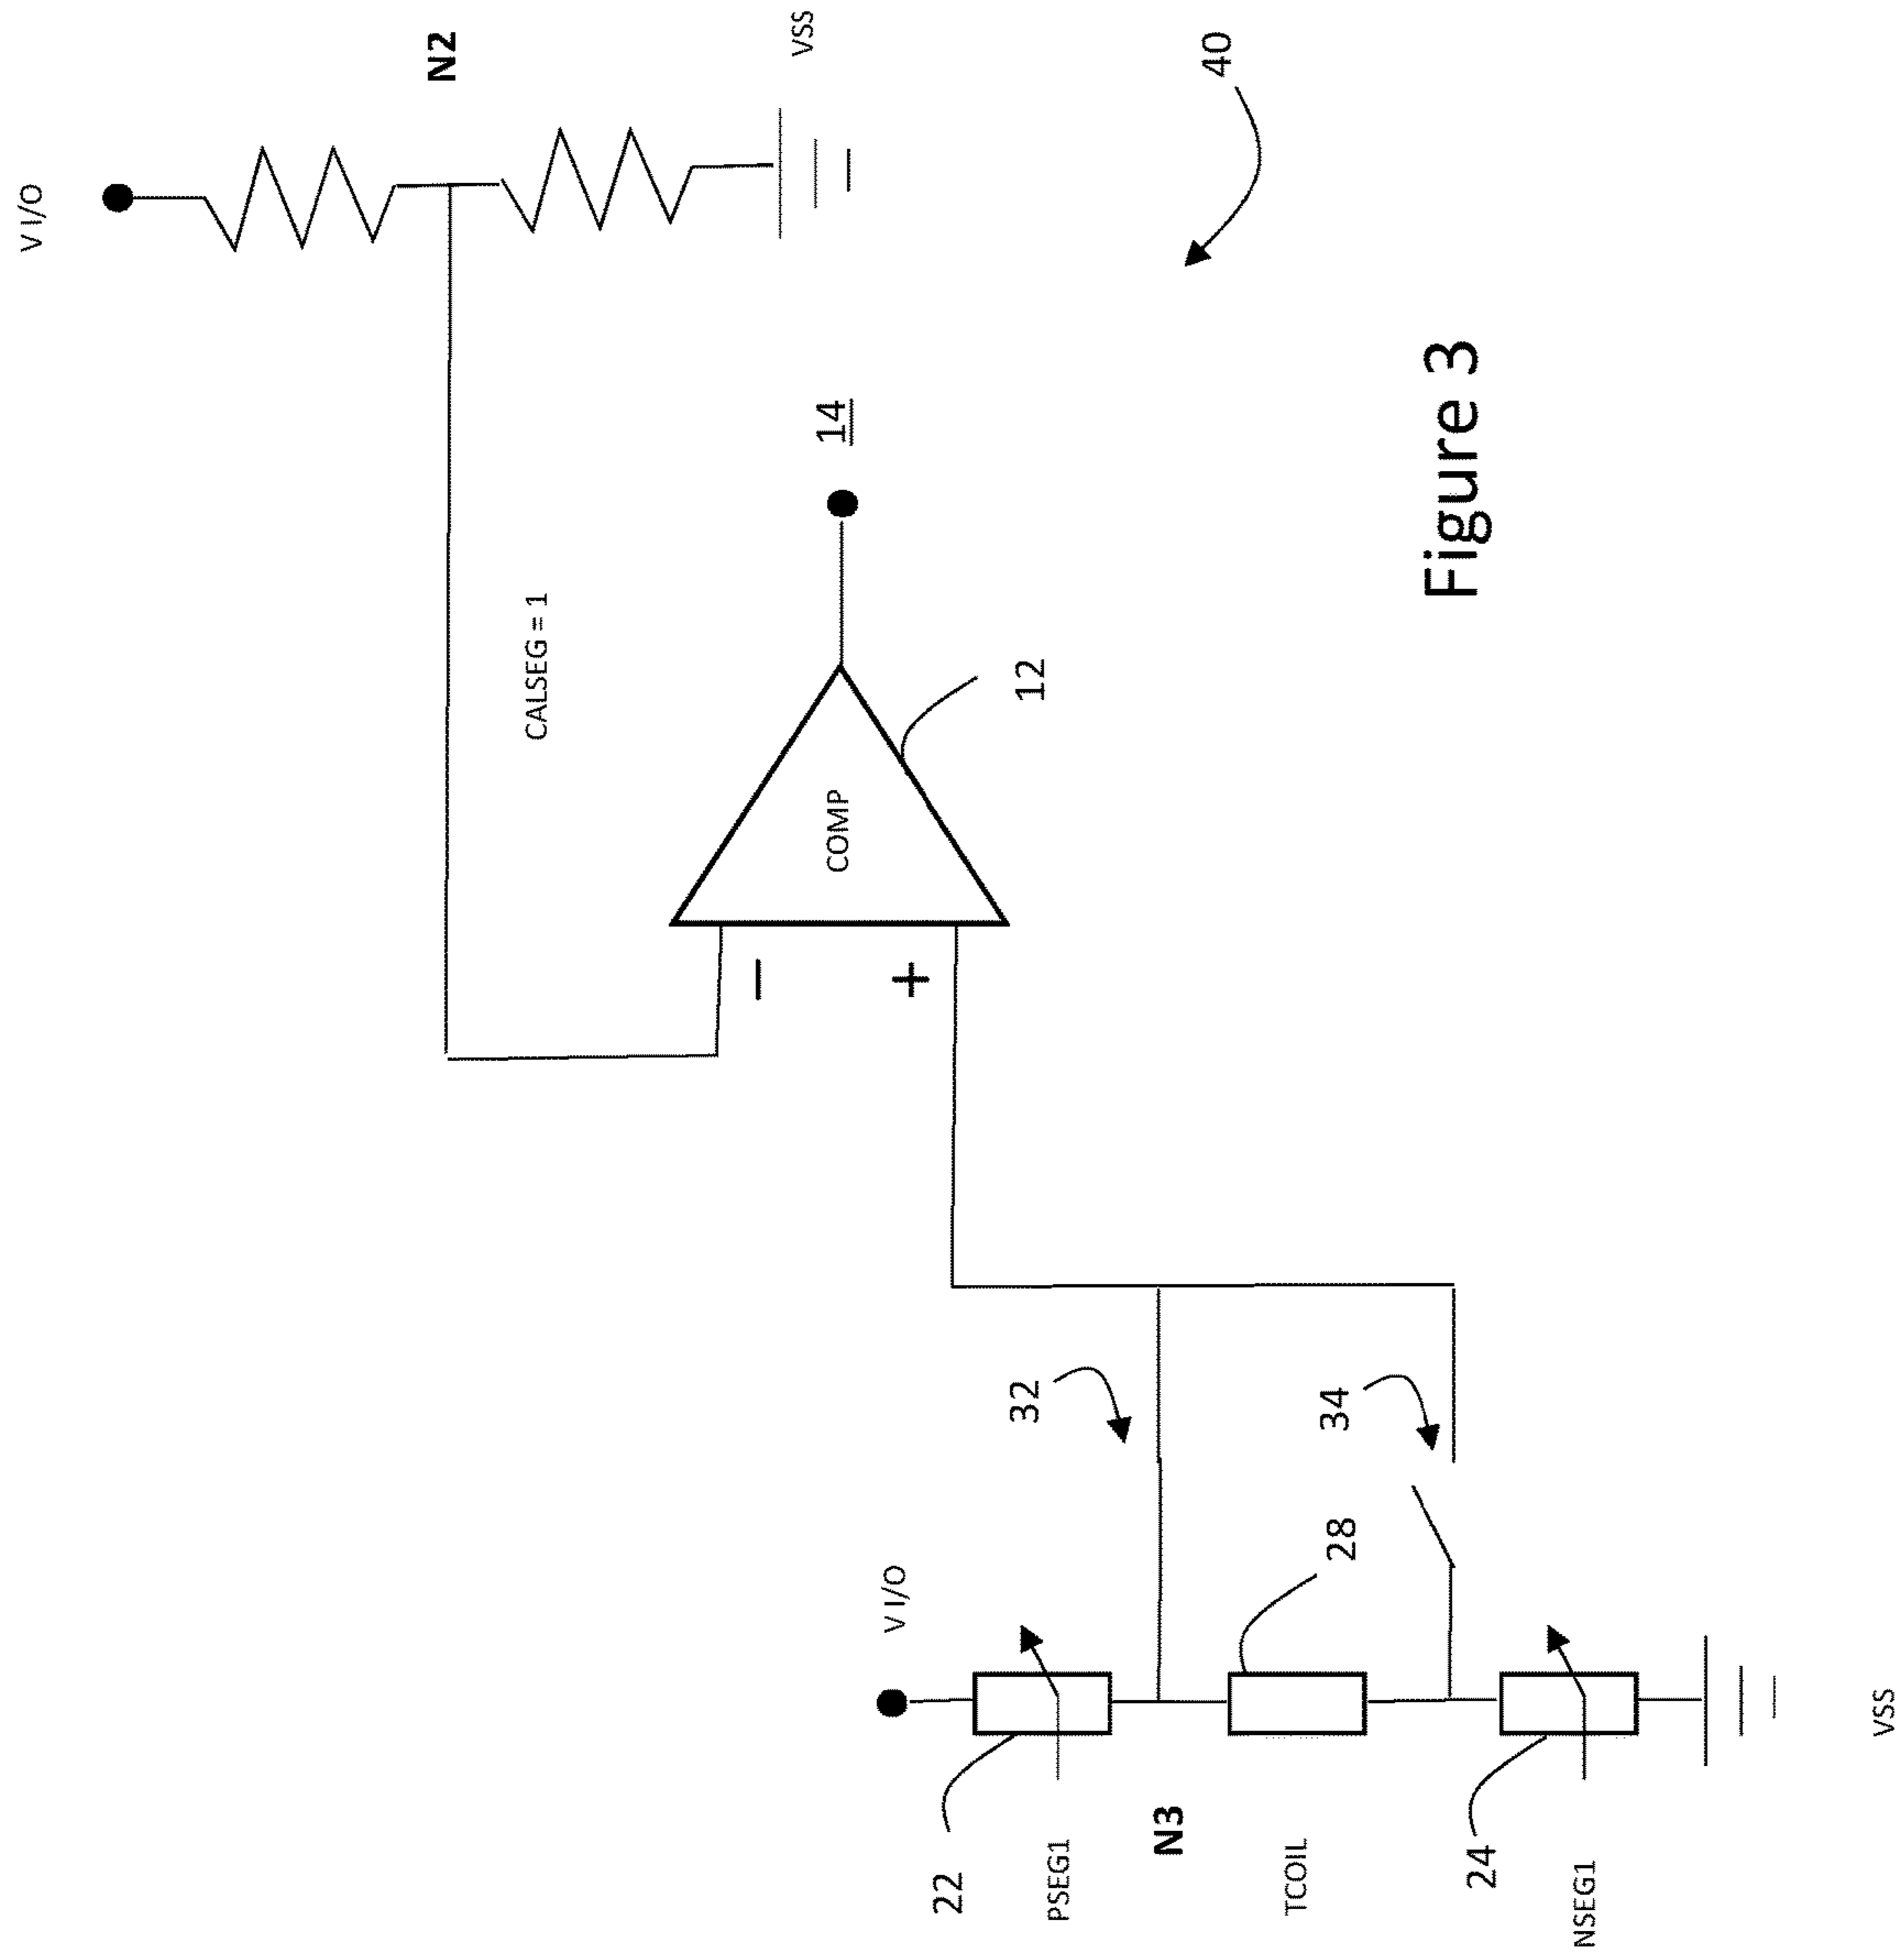 V I/O
N2
VSS
CALSEG = 1
14
COMP
12
−
+
40
V I/O
32
34
28
22
PSEG1
N3
TCOIL
24
NSEG1
VSS
Figure 3